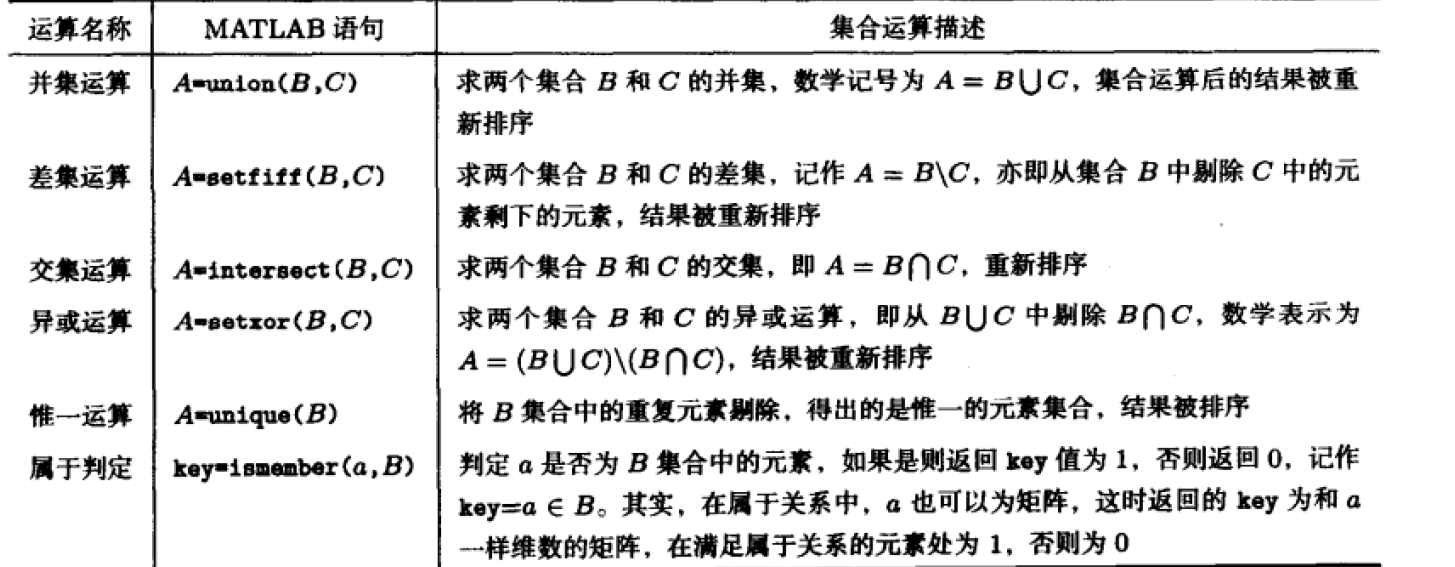 运算名称 MATLAB 语句 集合运算描述
并集运算 A=union(B,C) 求两个集合 B 和 C 的并集，数学记号为 A = B⋃C，集合运算后的结果被重
新排序
差集运算 A=setfiff(B,C) 求两个集合 B 和 C 的差集，记作 A = B\C，亦即从集合 B 中剔除 C 中的元
素剩下的元素，结果被重新排序
交集运算 A=intersect(B,C) 求两个集合 B 和 C 的交集，即 A = B⋂C，重新排序
异或运算 A=setxor(B,C) 求两个集合 B 和 C 的异或运算，即从 B⋃C 中剔除 B⋂C，数学表示为
A = (B⋃C)\(B⋂C)，结果被重新排序
惟一运算 A=unique(B) 将 B 集合中的重复元素剔除，得出的是惟一的元素集合，结果被排序
属于判定 key=ismember(a,B) 判定 a 是否为 B 集合中的元素，如果是则返回 key 值为 1，否则返回 0，记作
key=a ∈ B。其实，在属于关系中，a 也可以为矩阵，这时返回的 key 为和 a
一样维数的矩阵，在满足属于关系的元素处为 1，否则为 0